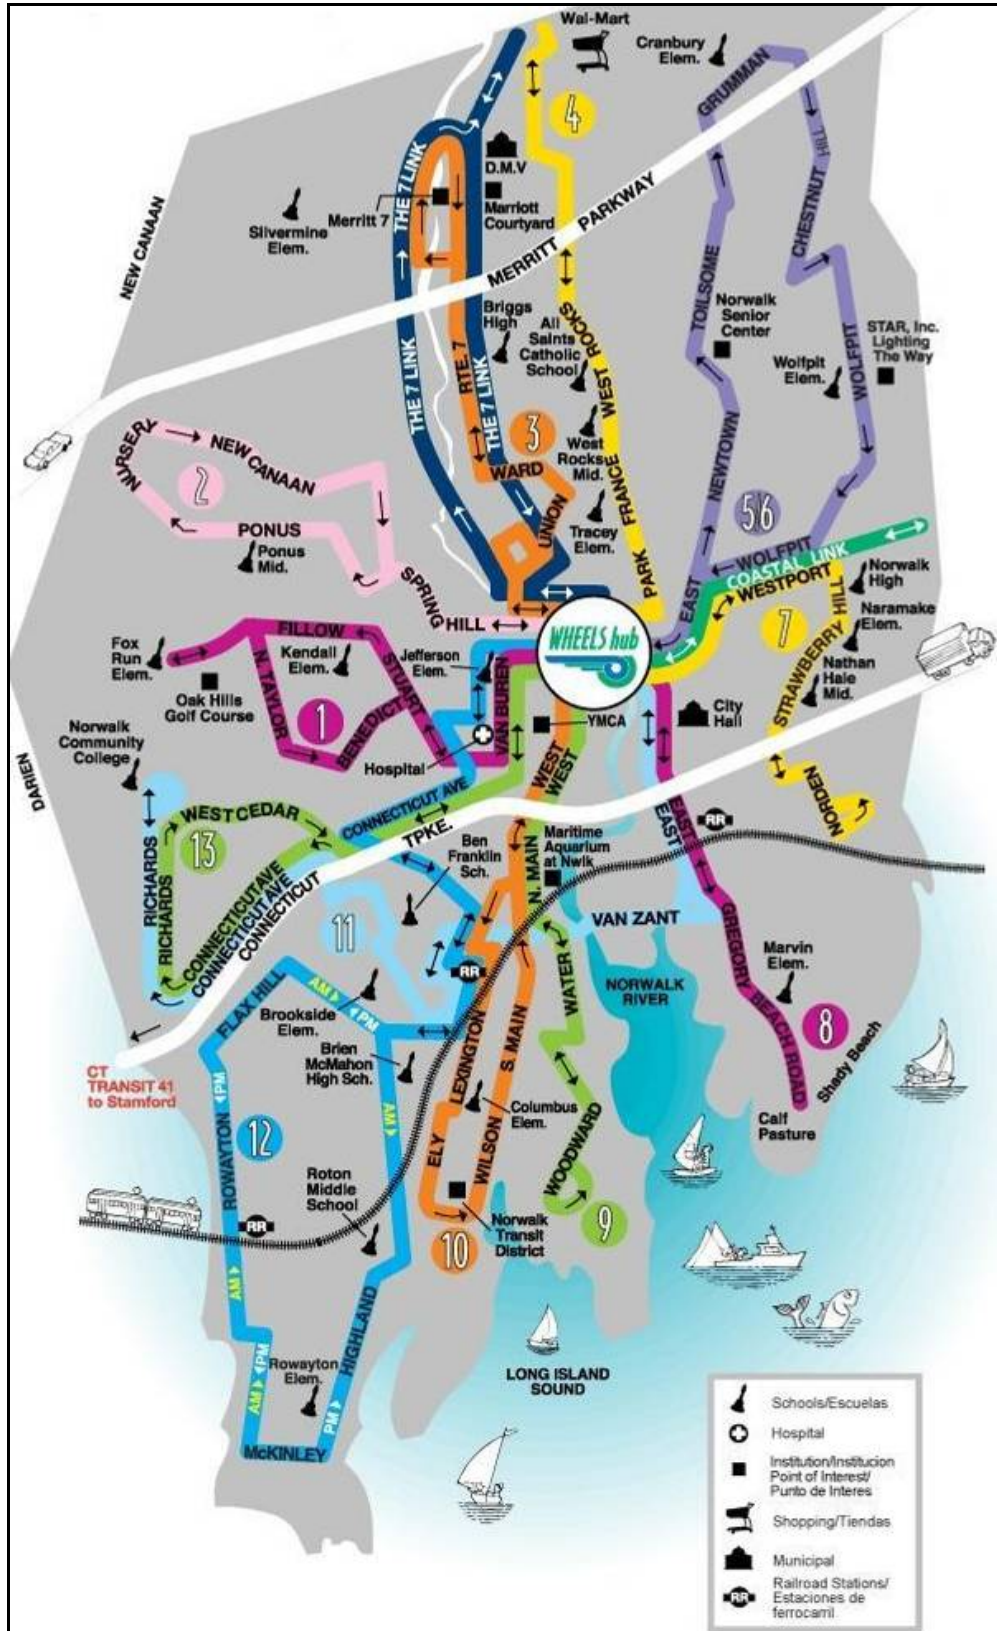 Wal-Mart
Cranbury
Elem.
GRUMMAN
4
HILL
THE 7 LINK
D.M.V
CHESTNUT
Silvermine
Elem.
Merritt 7
Marriott
Courtyard
NEW CANAAN
MERRITT PARKWAY
TOILSOME
Briggs
High
All
Saints
Catholic
School
WEST ROCKS
Norwalk
Senior
Center
STAR, Inc.
Lighting
The Way
Wolfpit
Elem.
WOLFPIT
THE 7 LINK
RTE. 7
THE 7 LINK
NURSERY
NEW CANAAN
2
3
WARD
West
Rocks
Mid.
NEWTOWN
PONUS
Ponus
Mid.
UNION
Tracey
Elem.
PARK FRANCE
56
WOLFPIT
COASTAL LINK
WESTPORT
EAST
Norwalk
High
HILL
Naramake
Elem.
SPRING
HILL
7
STRAWBERRY
Nathan
Hale
Mid.
WHEELS hub
Fox
Run
Elem.
FILLOW
Kendall
Elem.
STUART
Jefferson
Elem.
VAN BUREN
N. TAYLOR
Oak Hills
Golf Course
1
BENEDICT
Hospital
YMCA
City
Hall
Norwalk
Community
College
DARIEN
CONNECTICUT AVE
WEST
WEST
NORDEN
WEST CEDAR
13
TPKE.
Ben
Franklin
Sch.
N. MAIN
Maritime
Aquarium
at Nwlk
EAST
EAST
RR
RICHARDS
RICHARDS
CONNECTICUT AVE
CONNECTICUT AVE
CONNECTICUT
11
VAN ZANT
GREGORY
Marvin
Elem.
RR
WATER
NORWALK
RIVER
FLAX HILL
AM
PM
Brookside
Elem.
Brien
McMahon
High Sch.
LEXINGTON
S. MAIN
BEACH ROAD
8
Shady Beach
CT
TRANSIT 41
to Stamford
PM
AM
Columbus
Elem.
Calf
Pasture
12
ROWAYTON
ELY
WILSON
WOODWARD
Roton
Middle
School
RR
Norwalk
Transit
District
10
9
AM
HIGHLAND
PM
AM
Rowayton
Elem.
PM
McKINLEY
LONG ISLAND
SOUND
Schools/Escuelas
Hospital
Institution/Institucion
Point of Interest/
Punto de Interes
Shopping/Tiendas
Municipal
RR
Railroad Stations/
Estaciones de
ferrocarril